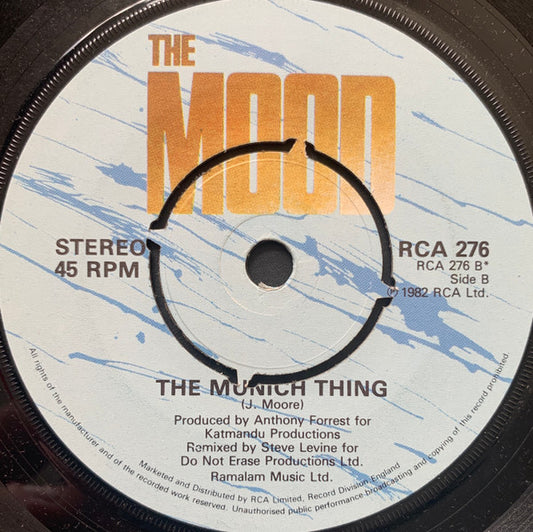 THE
MOOD
STEREO
45 RPM
RCA 276
RCA 276 B*
Side B
℗ 1982 RCA Ltd.
THE MUNICH THING
(J. Moore)
Produced by Anthony Forrest for
Katmandu Productions
Remixed by Steve Levine for
Do Not Erase Productions Ltd.
Ramalam Music Ltd.
Marketed and Distributed by RCA Limited, Record Division-England
All rights of the manufacturer and of the recorded work reserved. Unauthorised public performance, broadcasting and copying of this record prohibited.